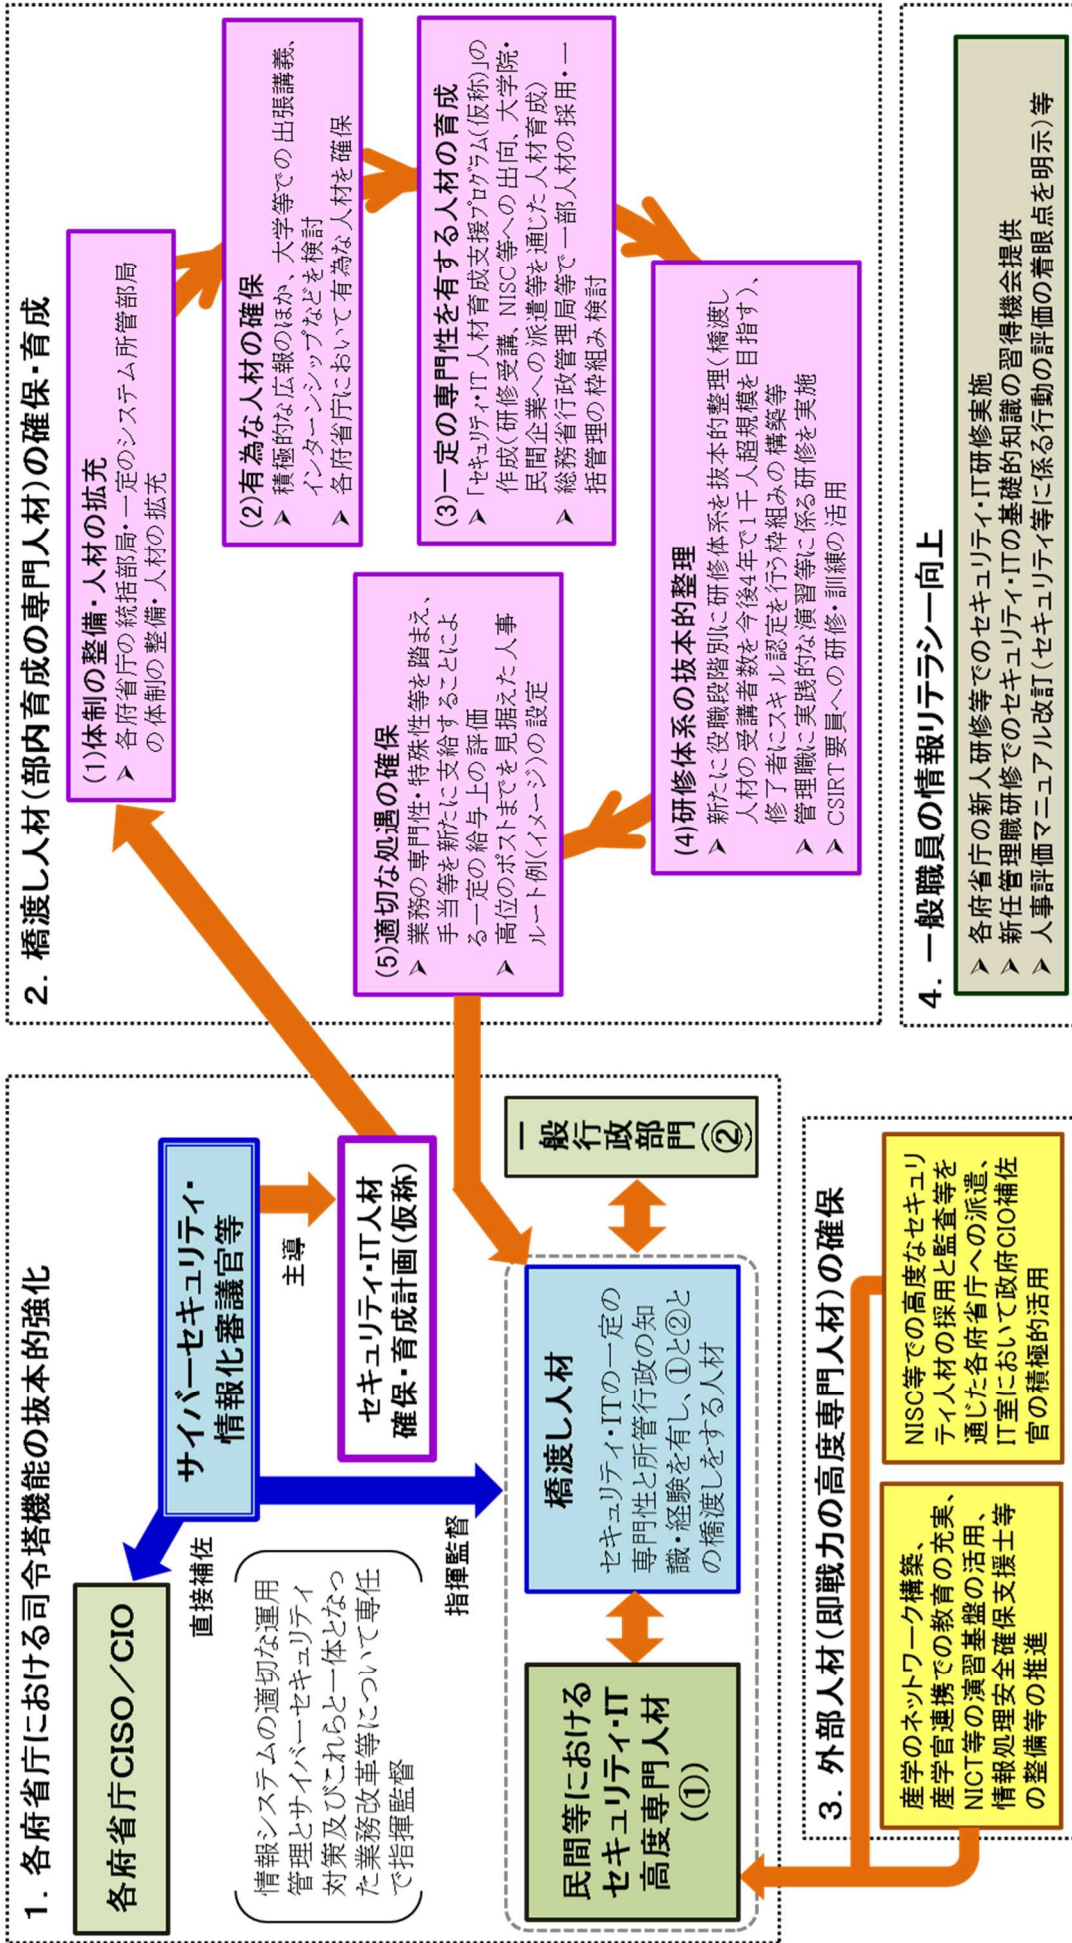 1. 各府省庁における司令塔機能の抜本的強化
各府省庁CISO/CIO
直接補佐
サイバーセキュリティ・
情報化審議官等
主導
セキュリティ・IT人材
確保・育成計画(仮称)
情報システムの適切な運用
管理とサイバーセキュリティ
対策及びこれらと一体となっ
た業務改革等について専任
で指揮監督
指揮監督
民間等における
セキュリティ・IT
高度専門人材
(①)
橋渡し人材
セキュリティ・ITの一定の
専門性と所管行政の知
識・経験を有し、①と②と
の橋渡しをする人材
一般
行政
部門
(②)
2. 橋渡し人材(部内育成の専門人材)の確保・育成
(1)体制の整備・人材の拡充
➢ 各府省庁の統括部局・一定のシステム所管部局
の体制の整備・人材の拡充
(2)有為な人材の確保
➢ 積極的な広報のほか、大学等での出張講義、
インターンシップなどを検討
➢ 各府省庁において有為な人材を確保
(3)一定の専門性を有する人材の育成
➢ 「セキュリティ・IT人材育成支援プログラム(仮称)」の
作成(研修受講、NISC等への出向、大学院・
民間企業への派遣等を通じた人材育成)
➢ 総務省行政管理局等で一部人材の採用・一
括管理の枠組み検討
(4)研修体系の抜本的整理
➢ 新たに役職段階別に研修体系を抜本的整理(橋渡し
人材の受講者数を今後4年で1千人超規模を目指す)、
修了者にスキル認定を行う枠組みの構築等
➢ 管理職に実践的な演習等に係る研修を実施
➢ CSIRT要員への研修・訓練の活用
(5)適切な処遇の確保
➢ 業務の専門性・特殊性等を踏まえ、
手当等を新たに支給することによ
る一定の給与上の評価
➢ 高位のポストまでを見据えた人事
ルート例(イメージ)の設定
3. 外部人材(即戦力の高度専門人材)の確保
産学のネットワーク構築、
産学官連携での教育の充実、
NICT等の演習基盤の活用、
情報処理安全確保支援士等
の整備等の推進
NISC等での高度なセキュリ
ティ人材の採用と監査等を
通じた各府省庁への派遣、
IT室において政府CIO補佐
官の積極的活用
4. 一般職員の情報リテラシー向上
➢ 各府省庁の新人研修等でのセキュリティ・IT研修実施
➢ 新任管理職研修でのセキュリティ・ITの基礎的知識の習得機会提供
➢ 人事評価マニュアル改訂(セキュリティ等に係る行動の評価の着眼点を明示)等